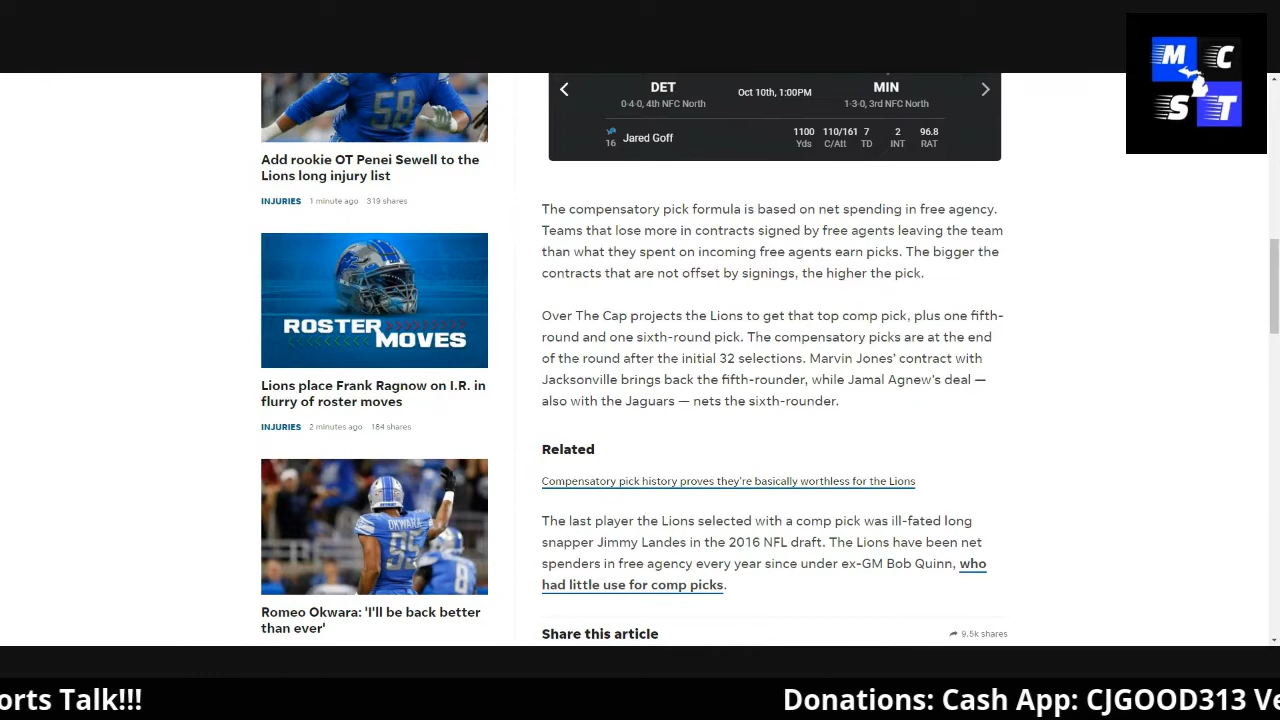 M C
S T
58
Add rookie OT Penei Sewell to the
Lions long injury list
INJURIES 1 minute ago 319 shares
ROSTER
MOVES
Lions place Frank Ragnow on I.R. in
flurry of roster moves
INJURIES 2 minutes ago 184 shares
OKWARA
95
8
Romeo Okwara: 'I'll be back better
than ever'
DET Oct 10th, 1:00PM MIN
0-4-0, 4th NFC North 1-3-0, 3rd NFC North
16 Jared Goff 1100 110/161 7 2 96.8
Yds C/Att TD INT RAT
The compensatory pick formula is based on net spending in free agency.
Teams that lose more in contracts signed by free agents leaving the team
than what they spent on incoming free agents earn picks. The bigger the
contracts that are not offset by signings, the higher the pick.
Over The Cap projects the Lions to get that top comp pick, plus one fifth-
round and one sixth-round pick. The compensatory picks are at the end
of the round after the initial 32 selections. Marvin Jones' contract with
Jacksonville brings back the fifth-rounder, while Jamal Agnew's deal —
also with the Jaguars — nets the sixth-rounder.
Related
Compensatory pick history proves they're basically worthless for the Lions
The last player the Lions selected with a comp pick was ill-fated long
snapper Jimmy Landes in the 2016 NFL draft. The Lions have been net
spenders in free agency every year since under ex-GM Bob Quinn, who
had little use for comp picks.
Share this article 9.5k shares
orts Talk!!! Donations: Cash App: CJGOOD313 Ve